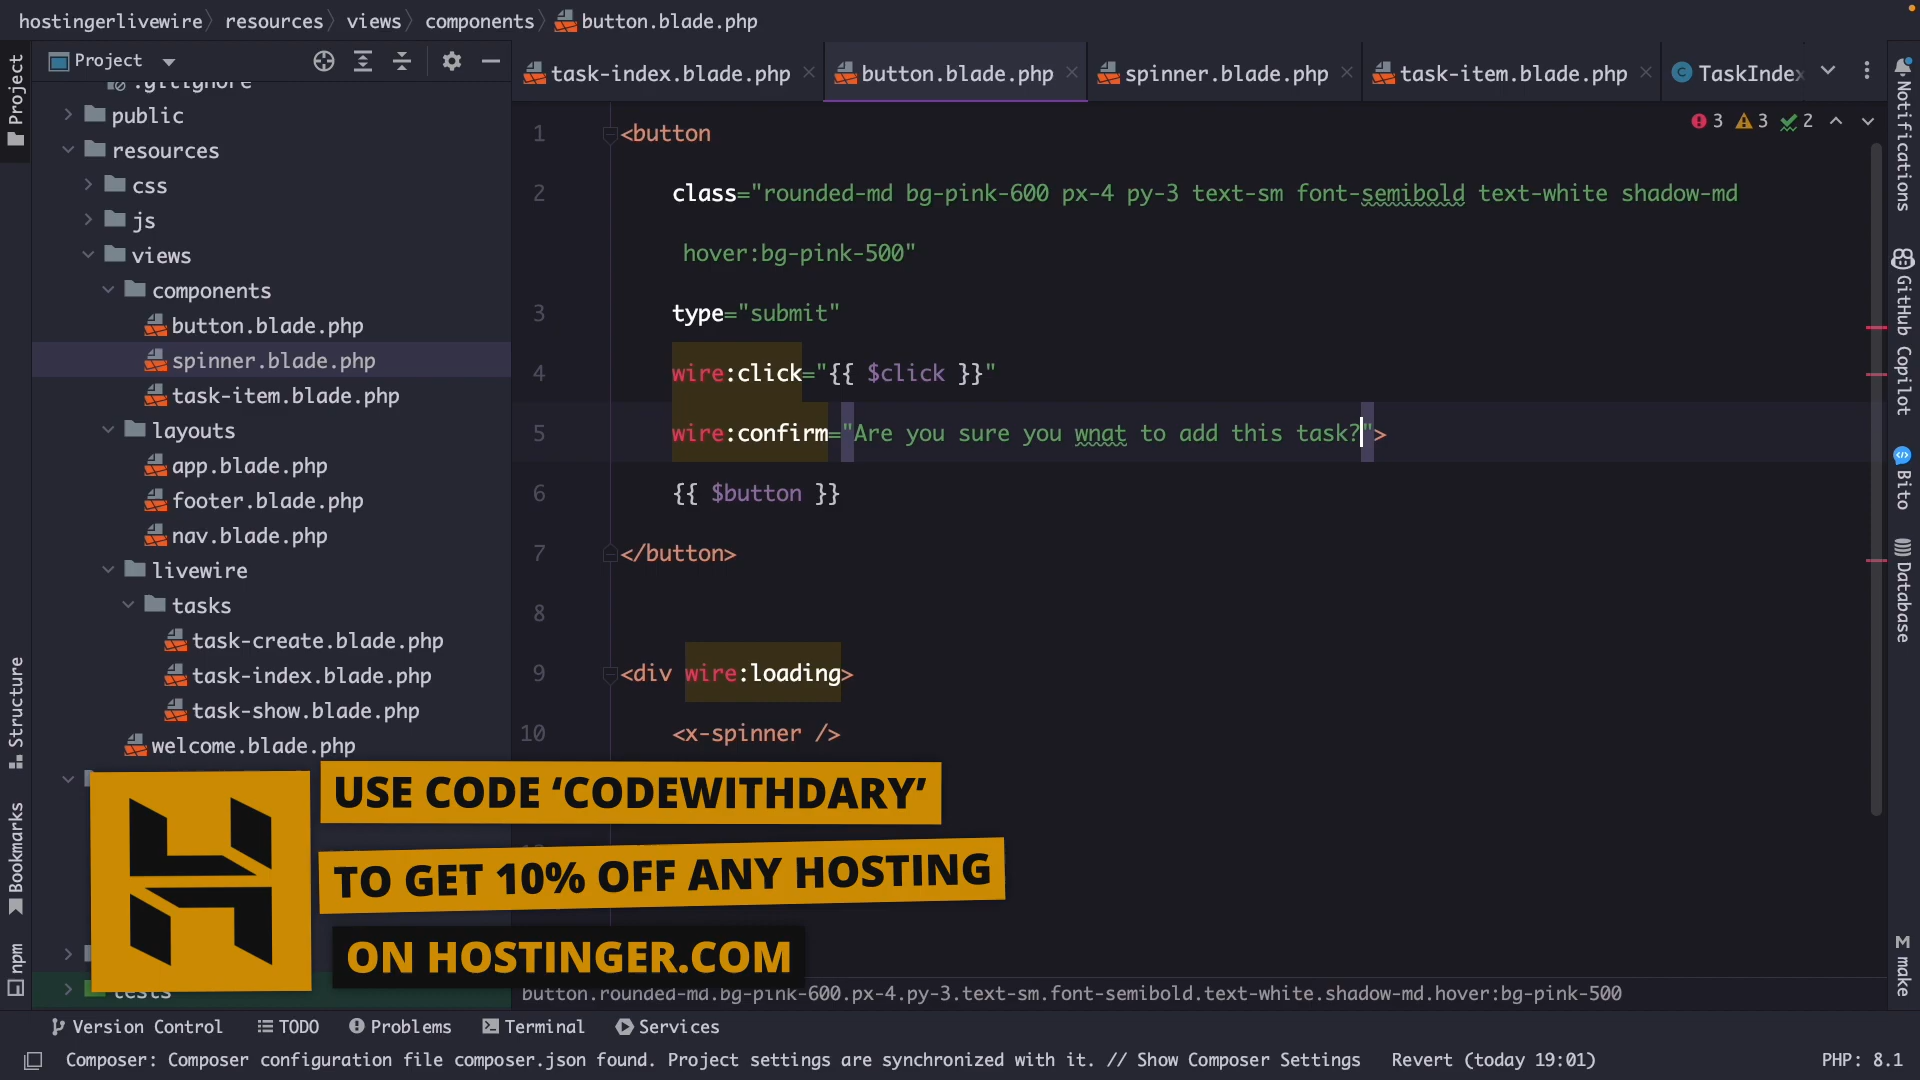 hostingerlivewire 〉 resources 〉 views 〉 components 〉 button.blade.php
Project
task-index.blade.php
button.blade.php
spinner.blade.php
task-item.blade.php
TaskIndex
.gitignore
public
resources
css
js
views
components
button.blade.php
spinner.blade.php
task-item.blade.php
layouts
app.blade.php
footer.blade.php
nav.blade.php
livewire
tasks
task-create.blade.php
task-index.blade.php
task-show.blade.php
welcome.blade.php
tests
3 3 2
1 <button
2 class="rounded-md bg-pink-600 px-4 py-3 text-sm font-semibold text-white shadow-md
hover:bg-pink-500"
3 type="submit"
4 wire:click="{{ $click }}"
5 wire:confirm="Are you sure you wnat to add this task?">
6 {{ $button }}
7 </button>
8
9 <div wire:loading>
10 <x-spinner />
USE CODE ‘CODEWITHDARY’
TO GET 10% OFF ANY HOSTING
ON HOSTINGER.COM
button.rounded-md.bg-pink-600.px-4.py-3.text-sm.font-semibold.text-white.shadow-md.hover:bg-pink-500
Project
Structure
Bookmarks
npm
Notifications
GitHub Copilot
Bito
Database
M make
Version Control
TODO
Problems
Terminal
Services
Composer: Composer configuration file composer.json found. Project settings are synchronized with it. // Show Composer Settings Revert (today 19:01)
PHP: 8.1